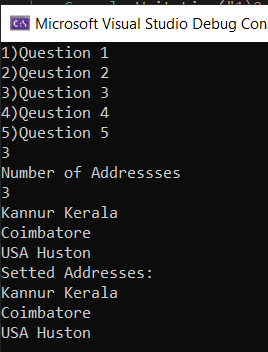 Microsoft Visual Studio Debug Con
1)Question 1
2)Qeustion 2
3)Question 3
4)Qeustion 4
5)Question 5
3
Number of Addressses
3
Kannur Kerala
Coimbatore
USA Huston
Setted Addresses:
Kannur Kerala
Coimbatore
USA Huston